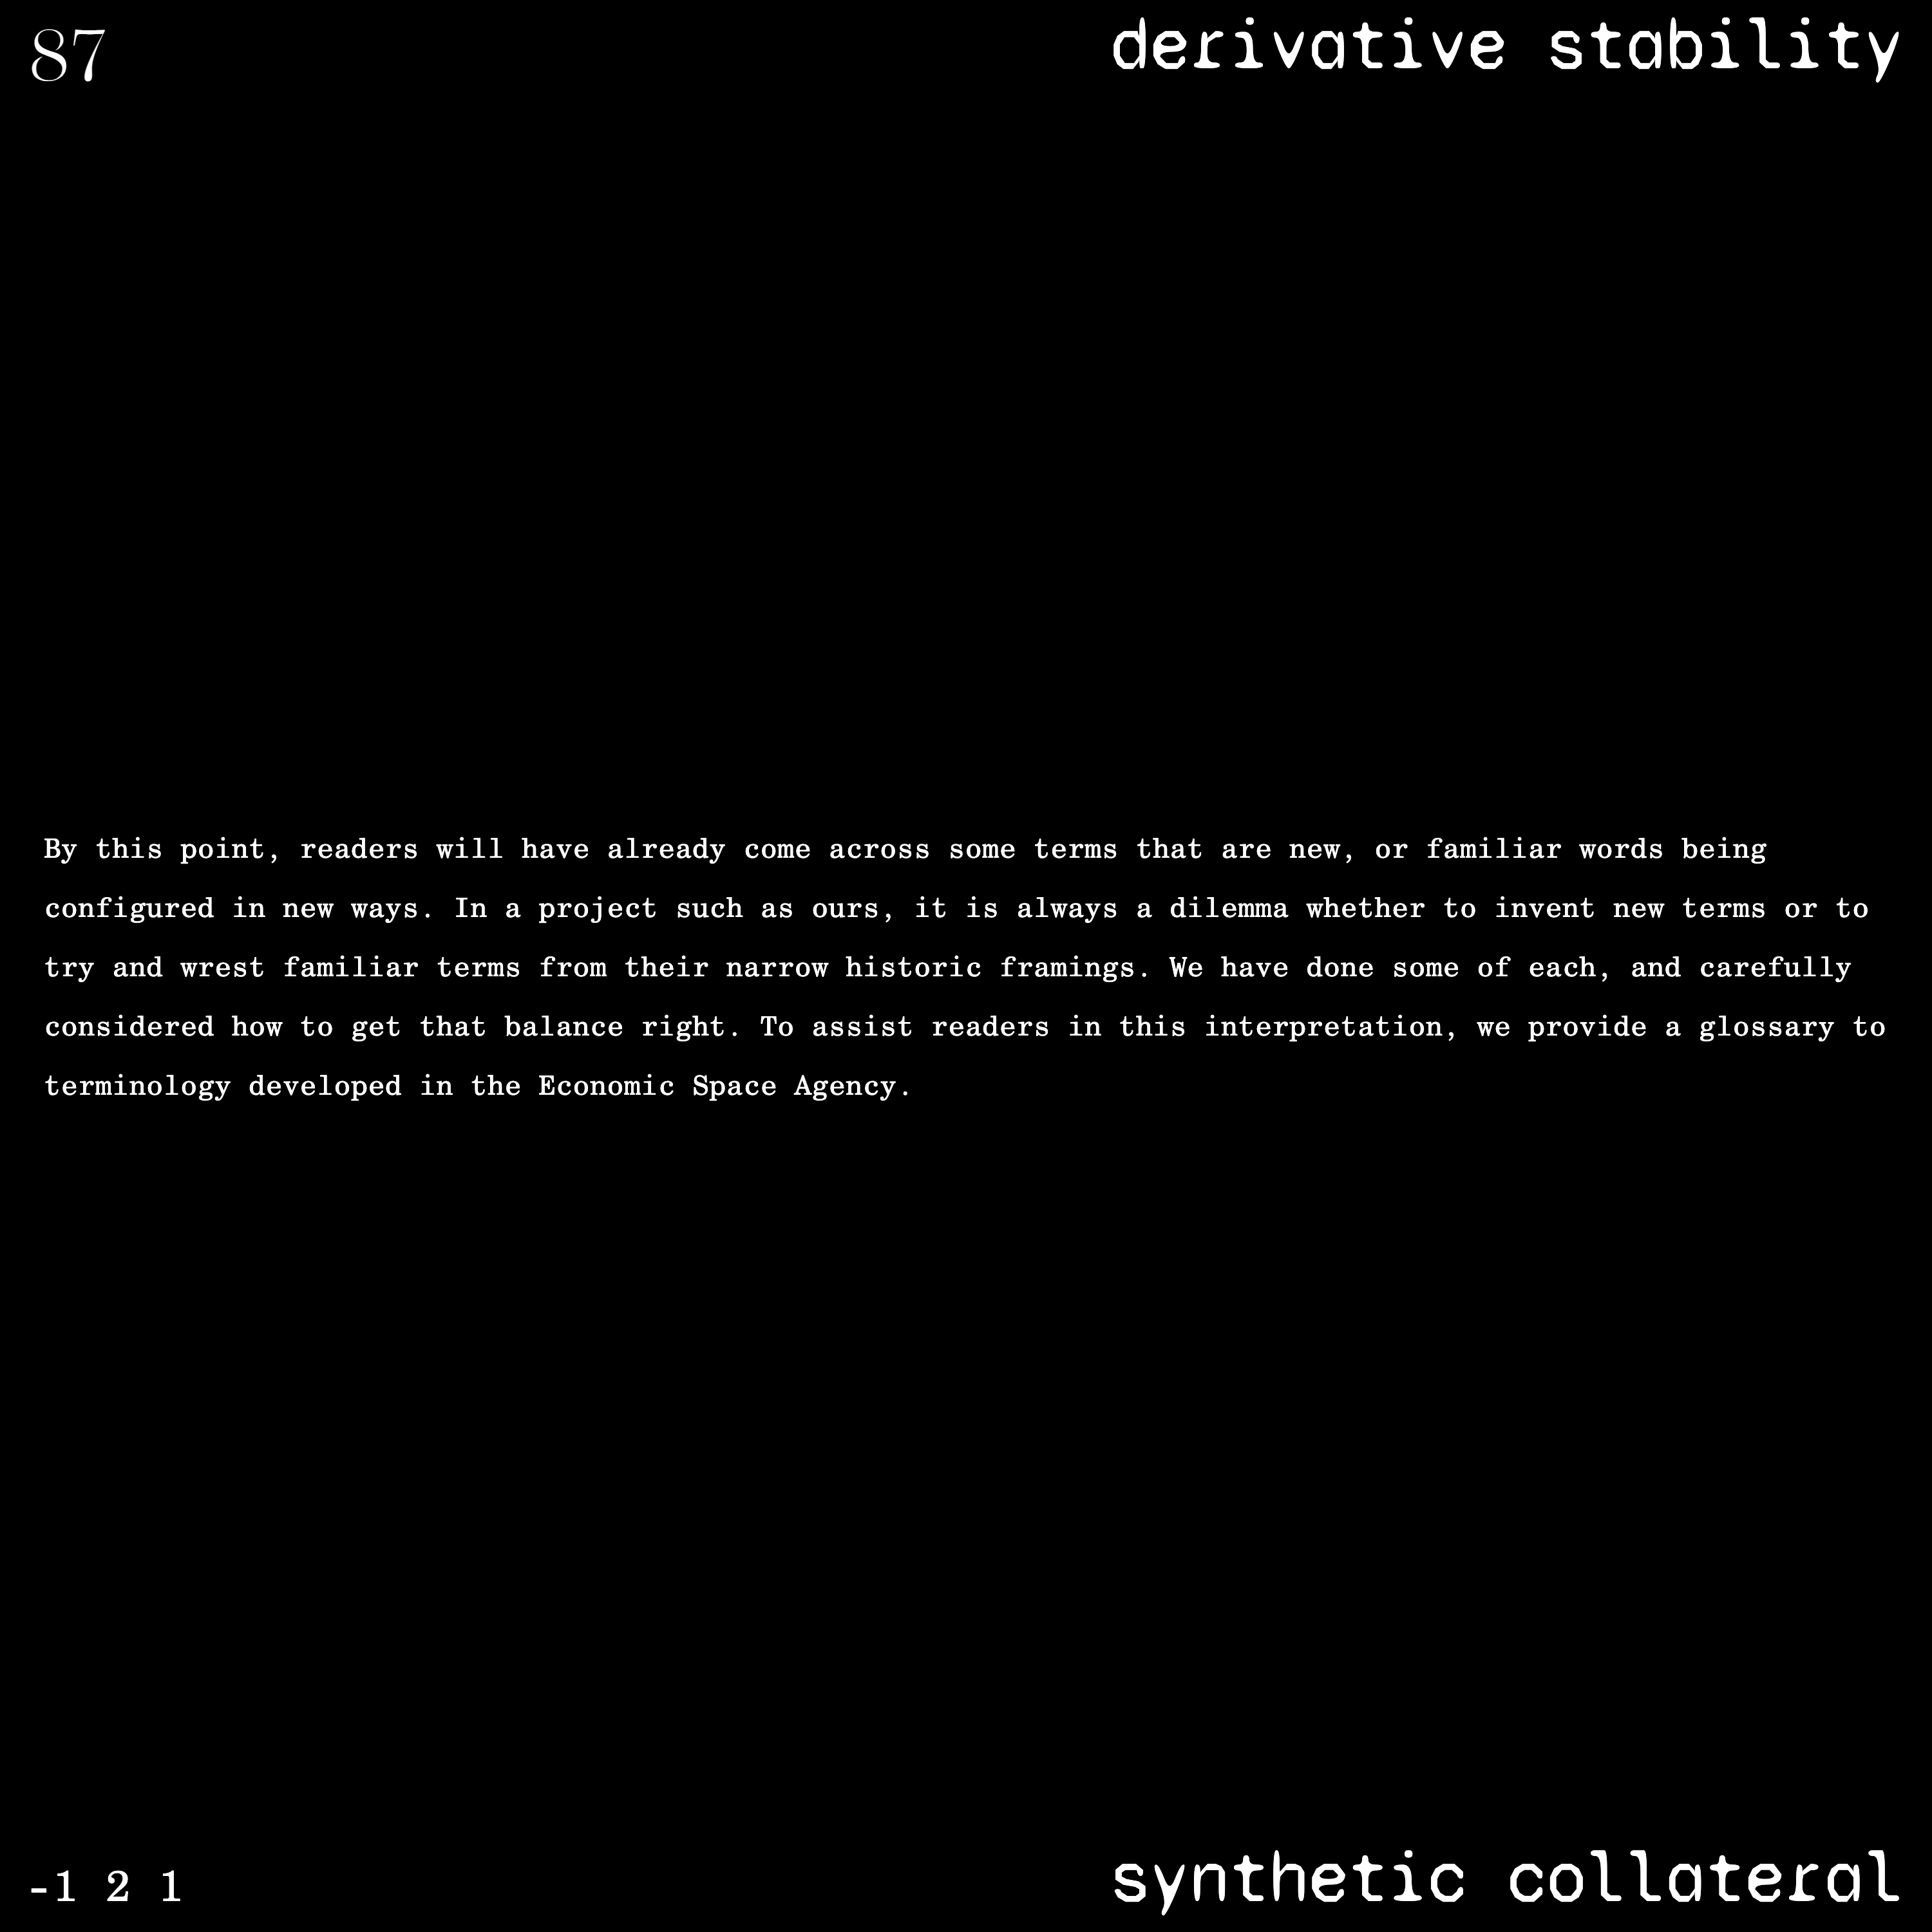 87
derivative stability
By this point, readers will have already come across some terms that are new, or familiar words being
configured in new ways. In a project such as ours, it is always a dilemma whether to invent new terms or to
try and wrest familiar terms from their narrow historic framings. We have done some of each, and carefully
considered how to get that balance right. To assist readers in this interpretation, we provide a glossary to
terminology developed in the Economic Space Agency.
-1 2 1
synthetic collateral